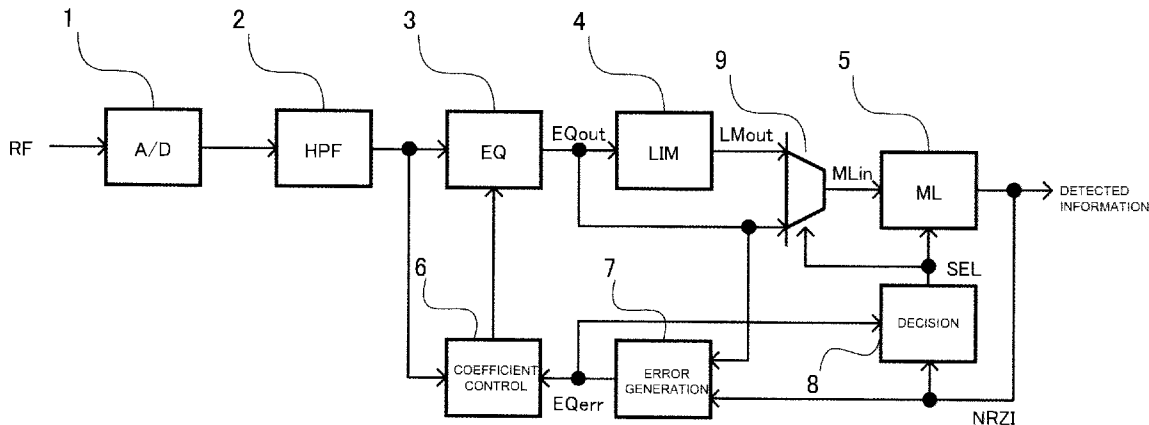 1
2
3
4
9
5
RF
A/D
HPF
EQ
EQout
LIM
LMout
MLin
ML
DETECTED
INFORMATION
6
7
SEL
COEFFICIENT
CONTROL
EQerr
ERROR
GENERATION
DECISION
8
NRZI